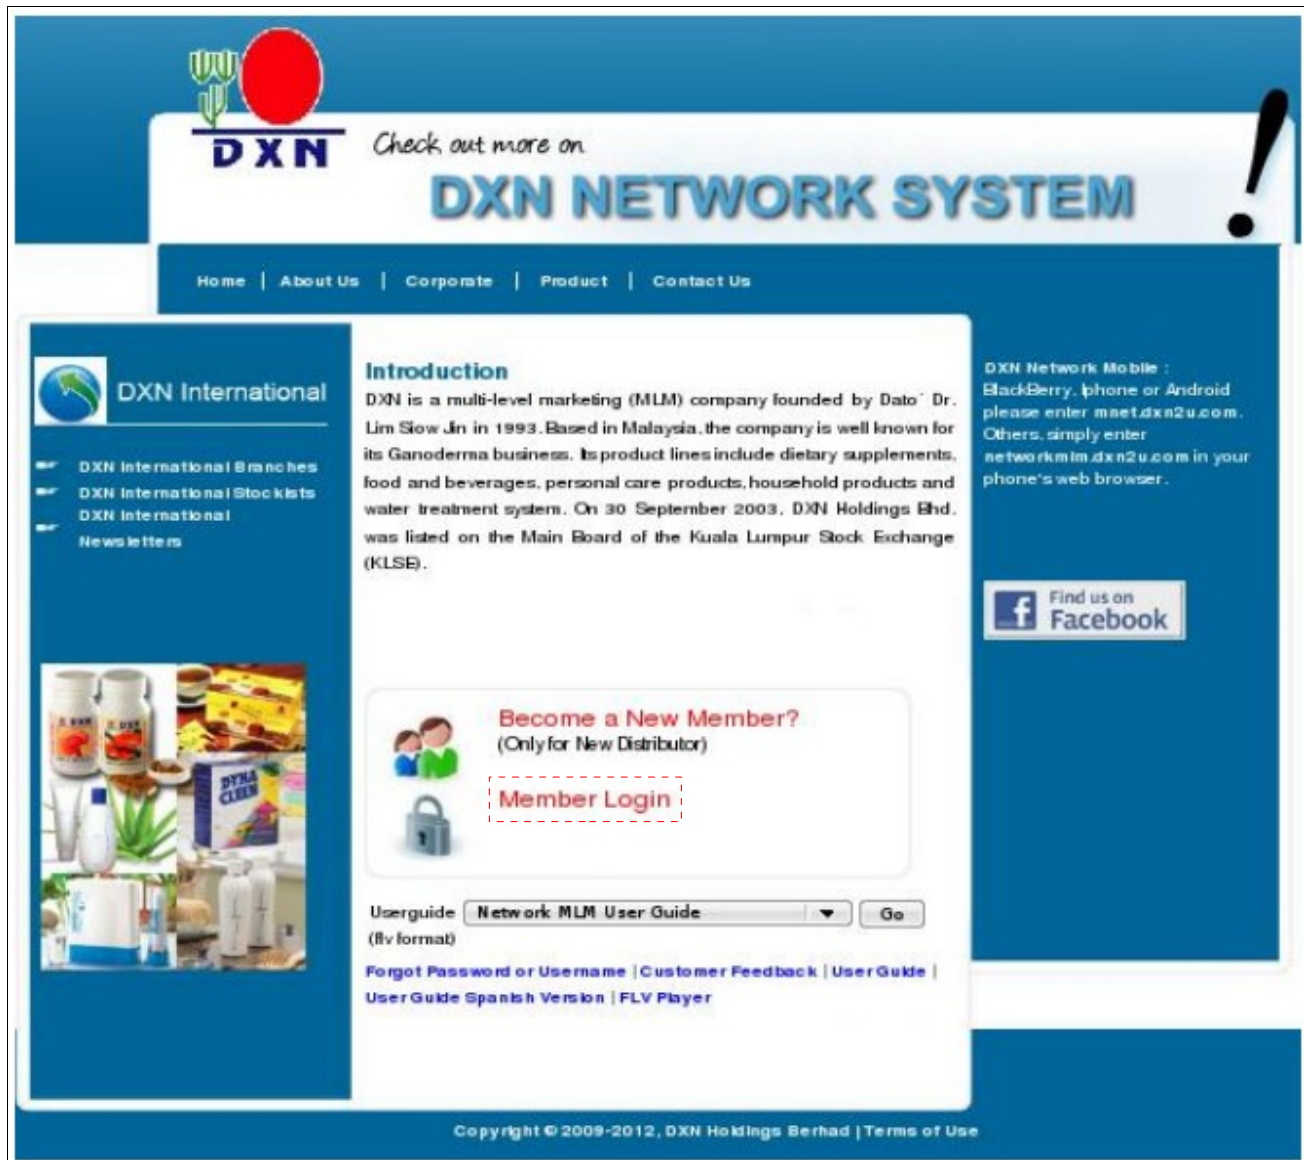 DXN
Check out more on
DXN NETWORK SYSTEM!
Home | About Us | Corporate | Product | Contact Us
DXN International
DXN International Branches
DXN International Stockists
DXN International
Newsletters
DXN
DXN
DYNA
CLEEN
Introduction
DXN is a multi-level marketing (MLM) company founded by Dato` Dr.
Lim Siow Jin in 1993. Based in Malaysia, the company is well known for
its Ganoderma business. Its product lines include dietary supplements,
food and beverages, personal care products, household products and
water treatment system. On 30 September 2003, DXN Holdings Bhd.
was listed on the Main Board of the Kuala Lumpur Stock Exchange
(KLSE).
Become a New Member?
(Only for New Distributor)
Member Login
Userguide Network MLM User Guide Go
(flv format)
Forgot Password or Username | Customer Feedback | User Guide |
User Guide Spanish Version | FLV Player
DXN Network Mobile :
BlackBerry, Iphone or Android
please enter mnet.dxn2u.com.
Others, simply enter
networkmlm.dxn2u.com in your
phone's web browser.
Find us on
Facebook
Copyright © 2009-2012, DXN Holdings Berhad | Terms of Use